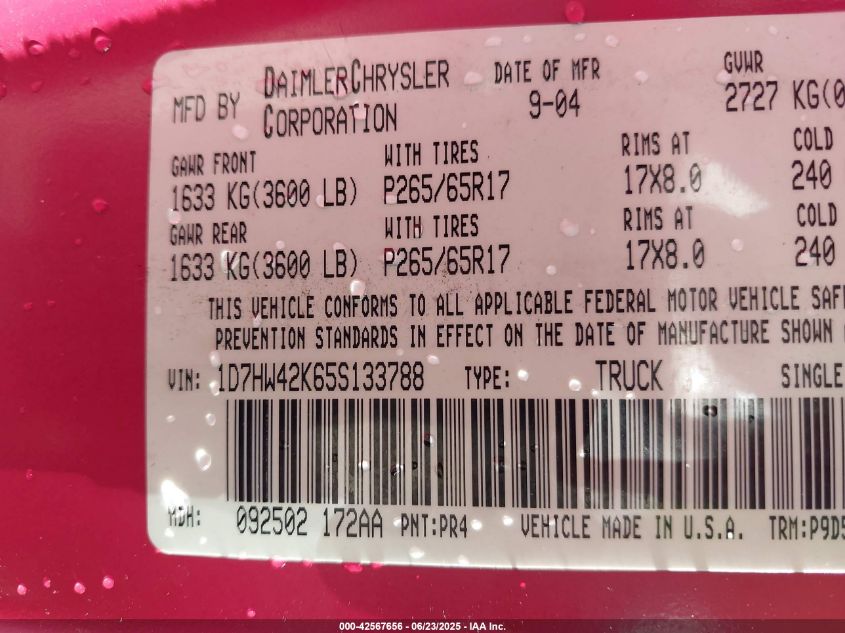 MFD BY DAIMLERCHRYSLER CORPORATION DATE OF MFR 9-04 GVWR 2727 KG(0
GAWR FRONT WITH TIRES RIMS AT COLD
1633 KG(3600 LB) P265/65R17 17X8.0 240
GAWR REAR WITH TIRES RIMS AT COLD
1633 KG(3600 LB) P265/65R17 17X8.0 240
THIS VEHICLE CONFORMS TO ALL APPLICABLE FEDERAL MOTOR VEHICLE SAF
PREVENTION STANDARDS IN EFFECT ON THE DATE OF MANUFACTURE SHOWN
VIN: 1D7HW42K65S133788 TYPE: TRUCK SINGLE
MDH: 092502 172AA PNT:PR4 VEHICLE MADE IN U.S.A. TRM:P9D5
000-42567656 - 06/23/2025 - IAA Inc.